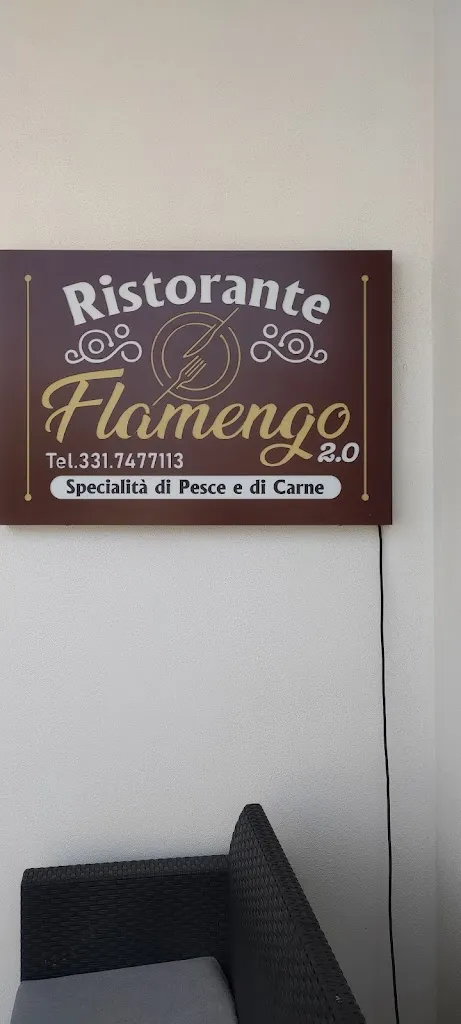 Ristorante
Flamengo
2.0
Tel.331.7477113
Specialità di Pesce e di Carne